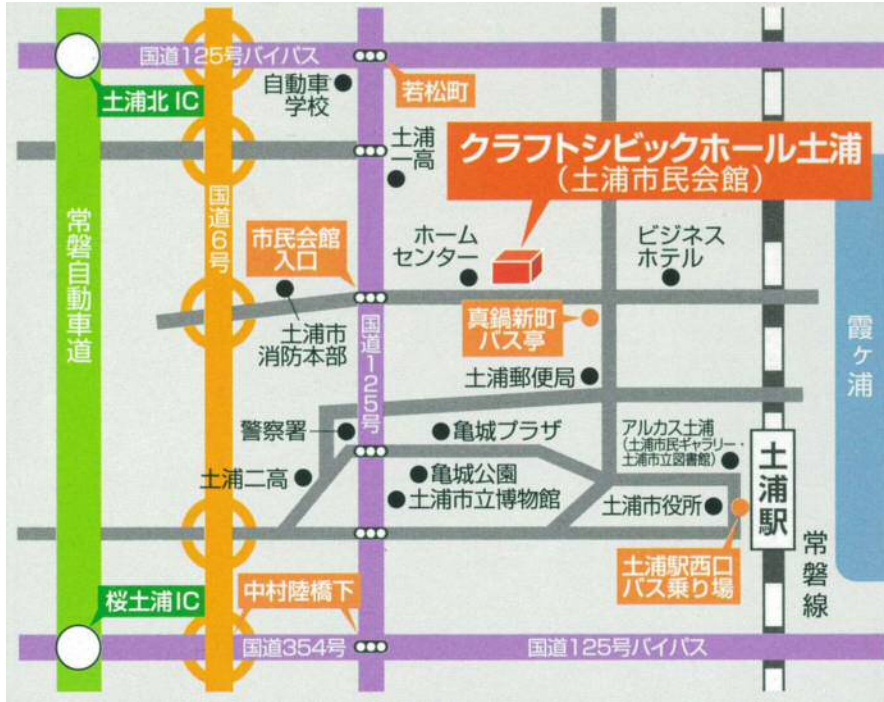 国道125号バイパス
自動車
学校
若松町
土浦北IC
土浦
一高
クラフトシビックホール土浦
(土浦市民会館)
常磐自動車道
国道6号
市民会館
入口
ホーム
センター
ビジネス
ホテル
土浦市
消防本部
国道125号
真鍋新町
バス亭
霞ヶ浦
土浦郵便局
警察署
亀城プラザ
アルカス土浦
(土浦市民ギャラリー・
土浦市立図書館)
土浦二高
亀城公園
土浦市立博物館
土浦市役所
土浦駅
土浦駅西口
バス乗り場
常磐線
桜土浦IC
中村陸橋下
国道354号
国道125号バイパス